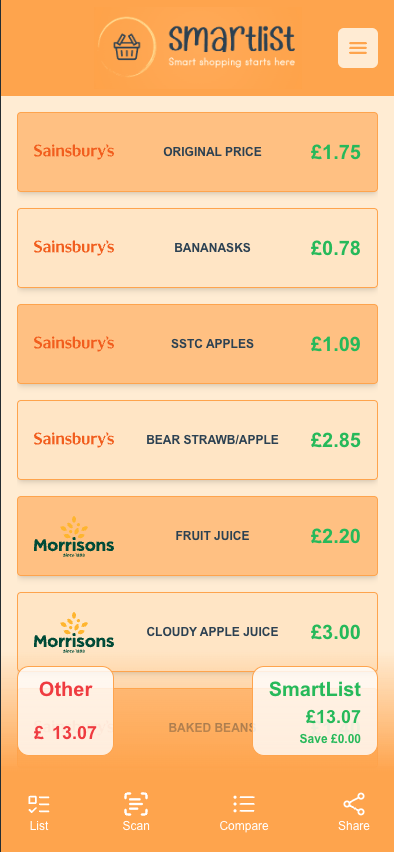 smartlist
Smart shopping starts here
Sainsbury's ORIGINAL PRICE £1.75
Sainsbury's BANANASKS £0.78
Sainsbury's SSTC APPLES £1.09
Sainsbury's BEAR STRAWB/APPLE £2.85
Morrisons FRUIT JUICE £2.20
Since 1899
Morrisons CLOUDY APPLE JUICE £3.00
Since 1899
BAKED BEANS
Other
£ 13.07
SmartList
£13.07
Save £0.00
List Scan Compare Share